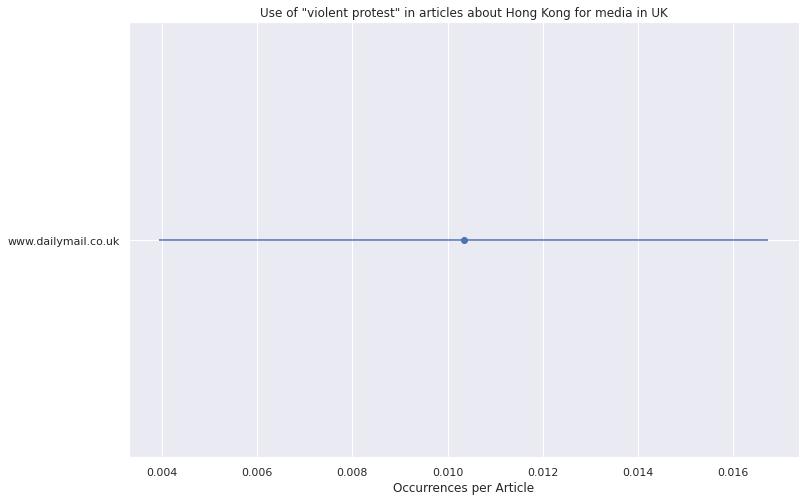 Use of "violent protest" in articles about Hong Kong for media in UK
www.dailymail.co.uk
0.004 0.006 0.008 0.010 0.012 0.014 0.016
Occurrences per Article